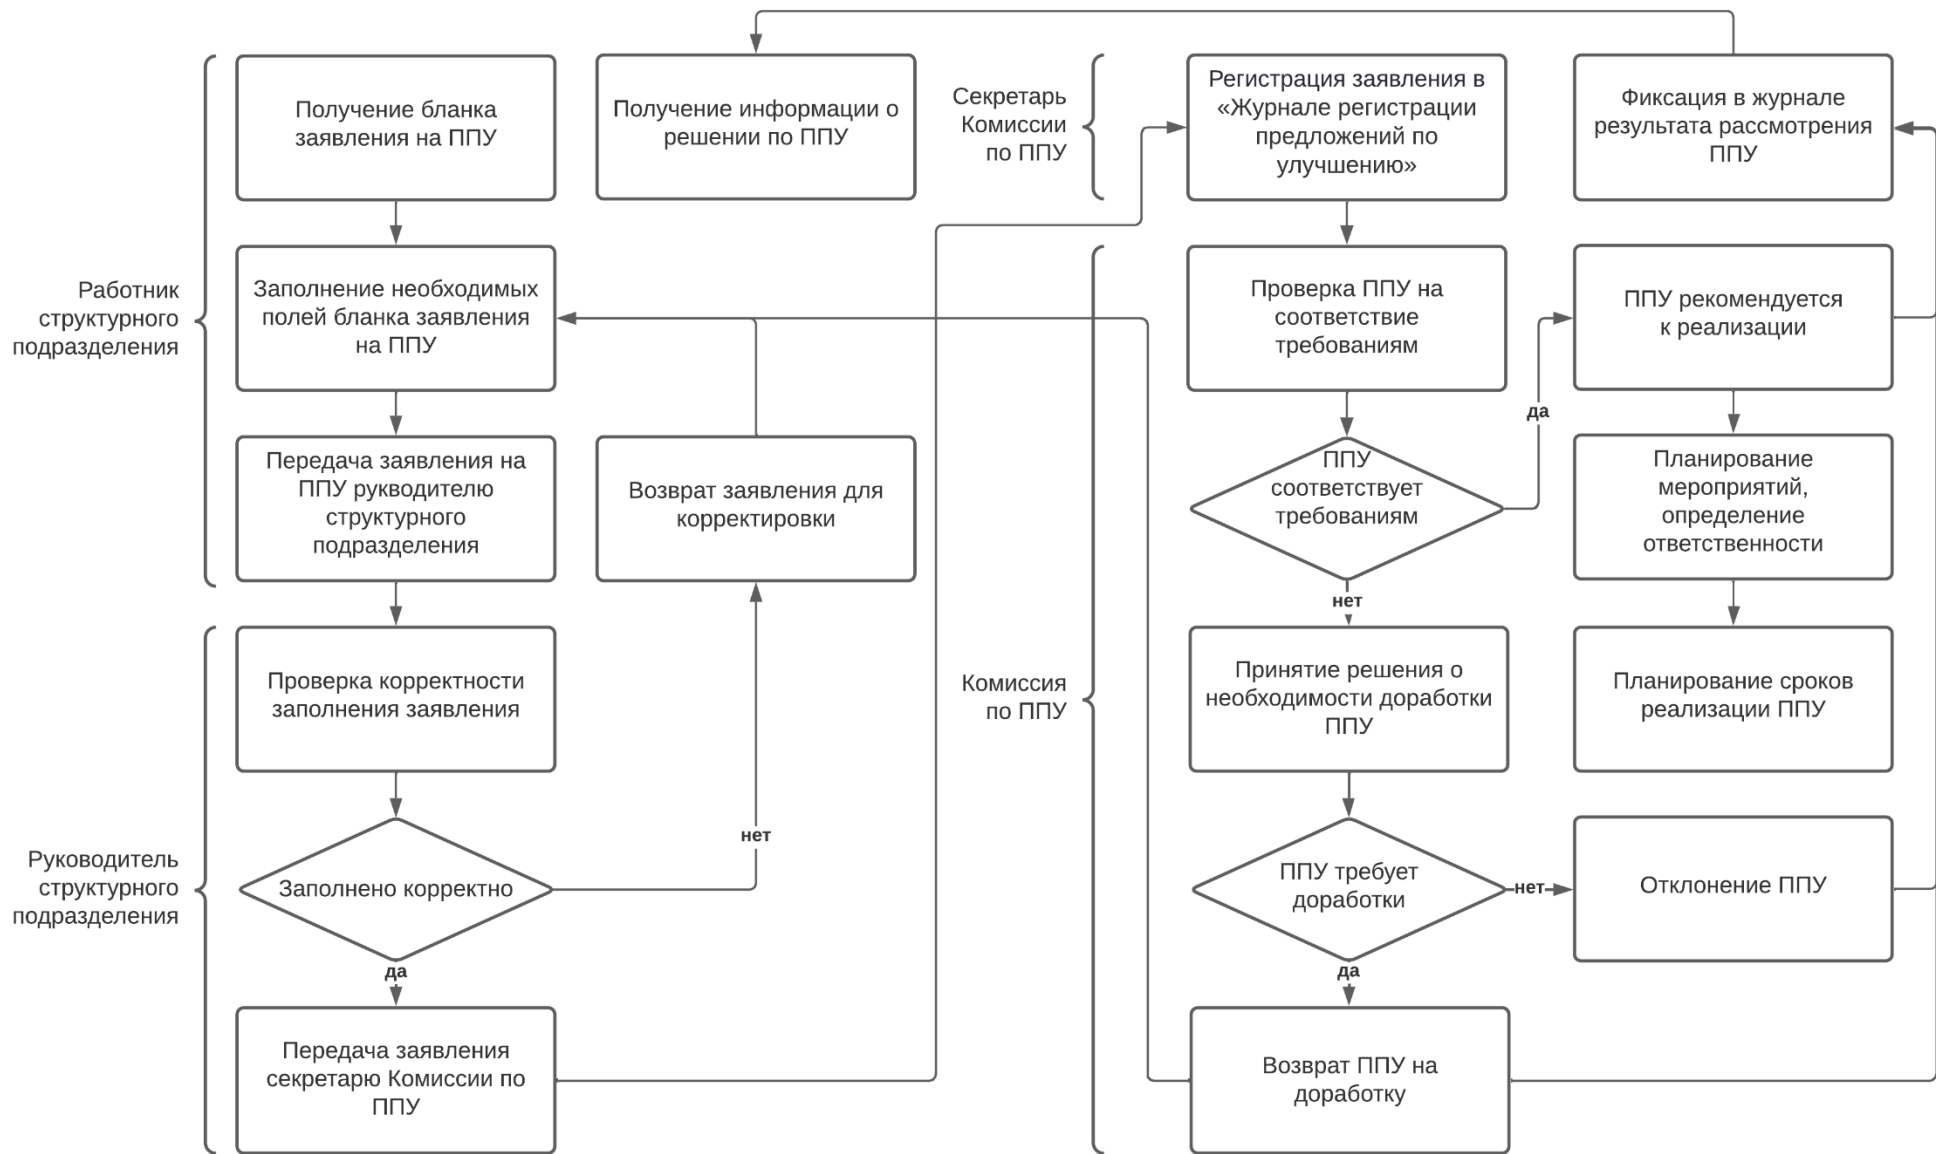 Работник
структурного
подразделения
Получение бланка
заявления на ППУ
Заполнение необходимых
полей бланка заявления
на ППУ
Передача заявления на
ППУ рукводителю
структурного
подразделения
Руководитель
структурного
подразделения
Проверка корректности
заполнения заявления
Заполнено корректно
да
нет
Передача заявления
секретарю Комиссии по
ППУ
Получение информации о
решении по ППУ
Возврат заявления для
корректировки
Секретарь
Комиссии
по ППУ
Регистрация заявления в
«Журнале регистрации
предложений по
улучшению»
Фиксация в журнале
результата рассмотрения
ППУ
Комиссия
по ППУ
Проверка ППУ на
соответствие
требованиям
ППУ
соответствует
требованиям
да
нет
ППУ рекомендуется
к реализации
Планирование
мероприятий,
определение
ответственности
Планирование сроков
реализации ППУ
Принятие решения о
необходимости доработки
ППУ
ППУ требует
доработки
нет
да
Отклонение ППУ
Возврат ППУ на
доработку